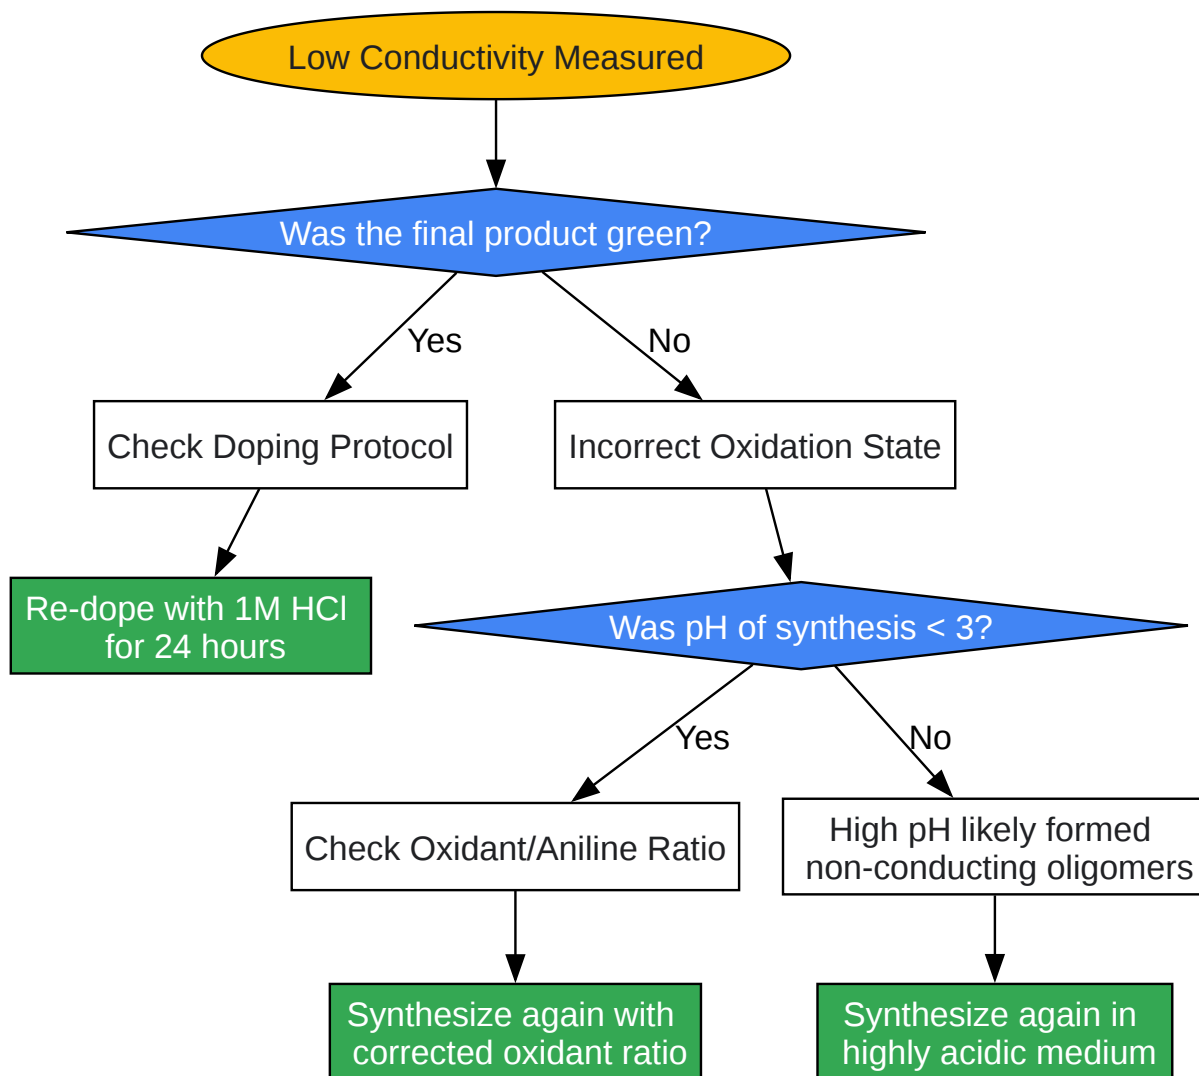 Low Conductivity Measured
Was the final product green?
Yes
No
Check Doping Protocol
Incorrect Oxidation State
Re-dope with 1M HCl
for 24 hours
Was pH of synthesis < 3?
Yes
No
Check Oxidant/Aniline Ratio
High pH likely formed
non-conducting oligomers
Synthesize again with
corrected oxidant ratio
Synthesize again in
highly acidic medium